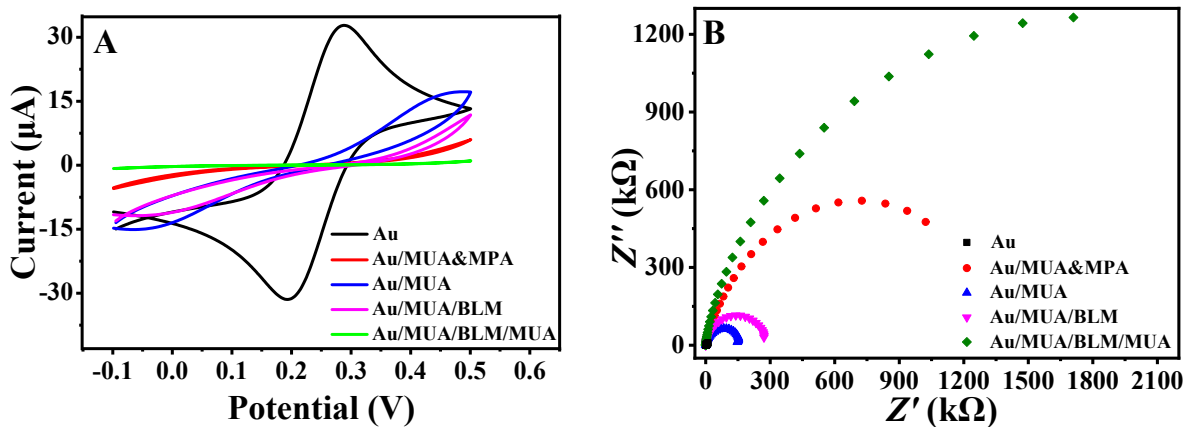 A
Current (μA)
30
15
0
-15
-30
Au
Au/MUA&MPA
Au/MUA
Au/MUA/BLM
Au/MUA/BLM/MUA
-0.1 0.0 0.1 0.2 0.3 0.4 0.5 0.6
Potential (V)
B
Z'' (kΩ)
1200
900
600
300
0
Au
Au/MUA&MPA
Au/MUA
Au/MUA/BLM
Au/MUA/BLM/MUA
0 300 600 900 1200 1500 1800 2100
Z' (kΩ)